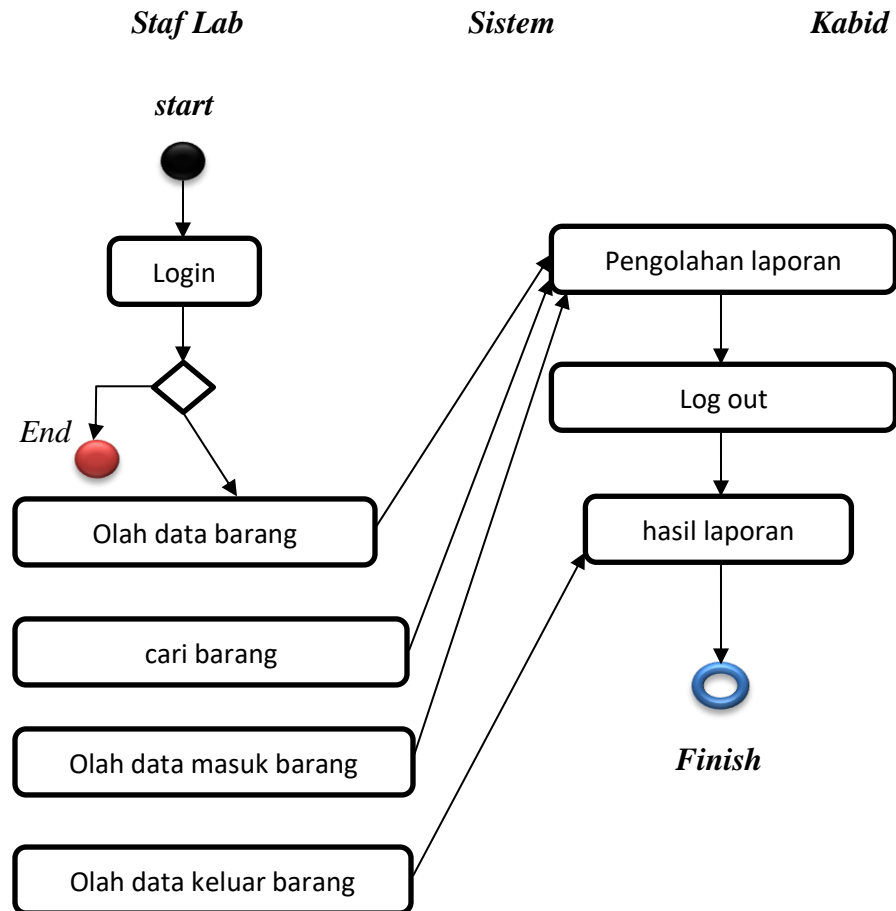 Staf Lab
Sistem
Kabid
start
Login
End
Olah data barang
cari barang
Olah data masuk barang
Olah data keluar barang
Pengolahan laporan
Log out
hasil laporan
Finish